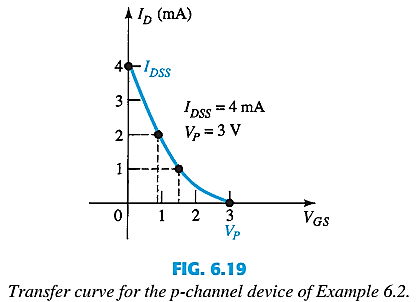 I_D (mA)
4 I_DSS
3
I_DSS = 4 mA
2 V_P = 3 V
1
0 1 2 3 V_GS
V_P
FIG. 6.19
Transfer curve for the p-channel device of Example 6.2.